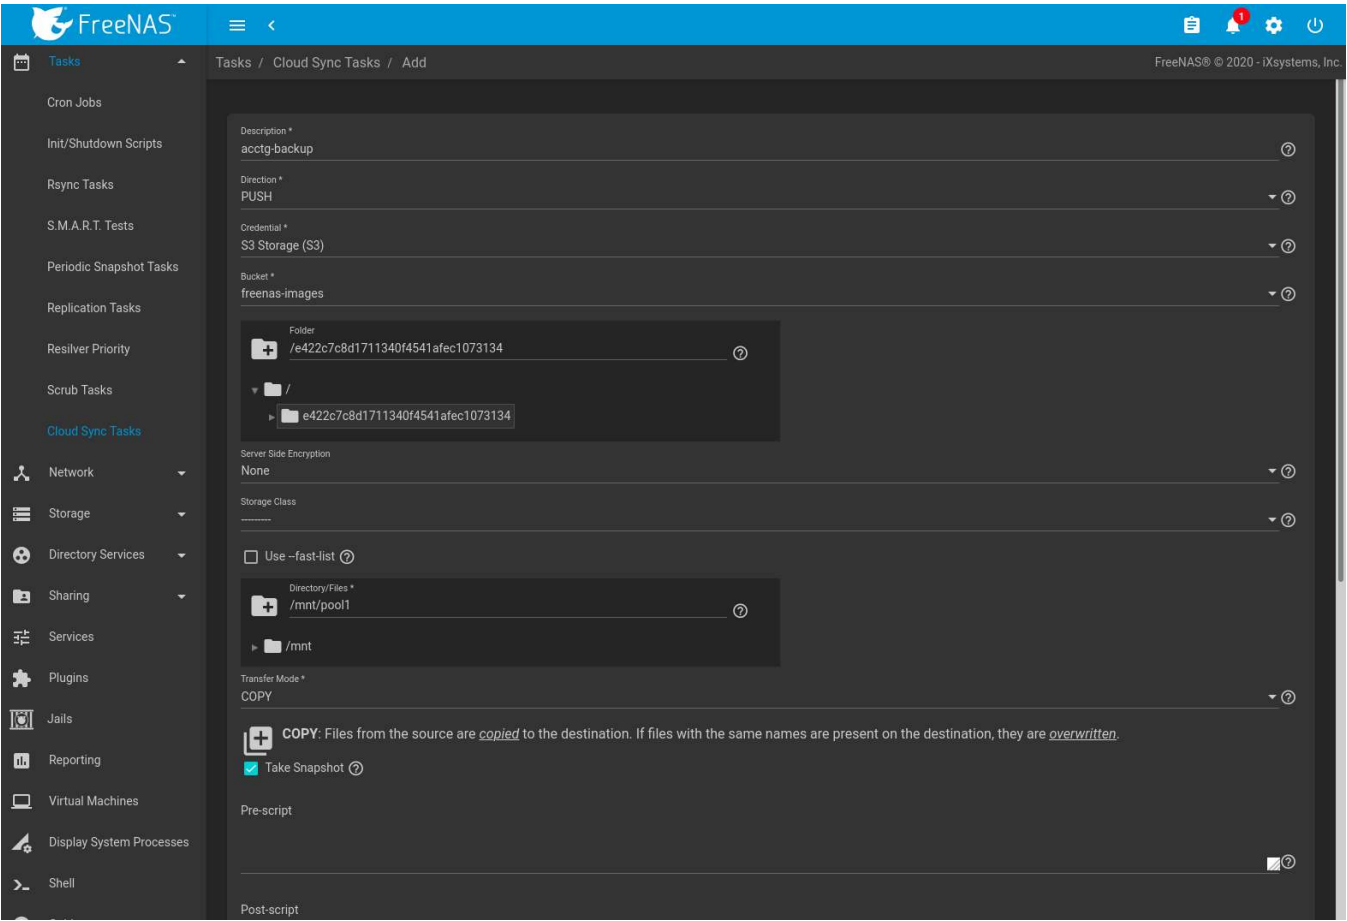 FreeNAS®
1
Tasks
Tasks / Cloud Sync Tasks / Add
FreeNAS® © 2020 - iXsystems, Inc.
Cron Jobs
Init/Shutdown Scripts
Rsync Tasks
S.M.A.R.T. Tests
Periodic Snapshot Tasks
Replication Tasks
Resilver Priority
Scrub Tasks
Cloud Sync Tasks
Network
Storage
Directory Services
Sharing
Services
Plugins
Jails
Reporting
Virtual Machines
Display System Processes
Shell
Description *
acctg-backup
Direction *
PUSH
Credential *
S3 Storage (S3)
Bucket *
freenas-images
Folder
/e422c7c8d1711340f4541afec1073134
/
e422c7c8d1711340f4541afec1073134
Server Side Encryption
None
Storage Class
----------
Use --fast-list
Directory/Files *
/mnt/pool1
/mnt
Transfer Mode *
COPY
COPY: Files from the source are copied to the destination. If files with the same names are present on the destination, they are overwritten.
Take Snapshot
Pre-script
Post-script